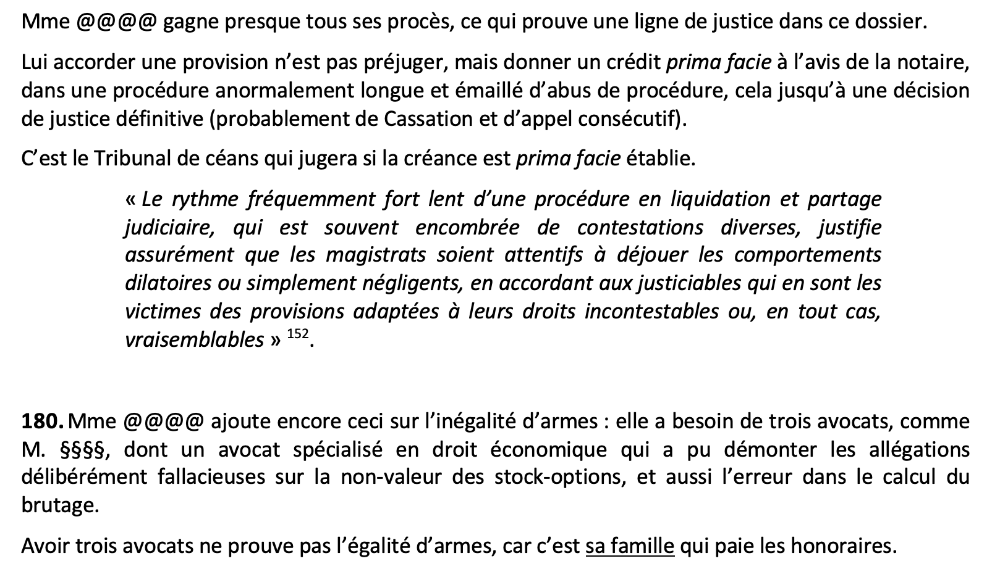 Mme @@@@ gagne presque tous ses procès, ce qui prouve une ligne de justice dans ce dossier.
Lui accorder une provision n’est pas préjuger, mais donner un crédit prima facie à l’avis de la notaire,
dans une procédure anormalement longue et émaillé d’abus de procédure, cela jusqu’à une décision
de justice définitive (probablement de Cassation et d’appel consécutif).
C’est le Tribunal de céans qui jugera si la créance est prima facie établie.
« Le rythme fréquemment fort lent d’une procédure en liquidation et partage
judiciaire, qui est souvent encombrée de contestations diverses, justifie
assurément que les magistrats soient attentifs à déjouer les comportements
dilatoires ou simplement négligents, en accordant aux justiciables qui en sont les
victimes des provisions adaptées à leurs droits incontestables ou, en tout cas,
vraisemblables » 152.
180. Mme @@@@ ajoute encore ceci sur l’inégalité d’armes : elle a besoin de trois avocats, comme
M. §§§§, dont un avocat spécialisé en droit économique qui a pu démonter les allégations
délibérément fallacieuses sur la non-valeur des stock-options, et aussi l’erreur dans le calcul du
brutage.
Avoir trois avocats ne prouve pas l’égalité d’armes, car c’est sa famille qui paie les honoraires.